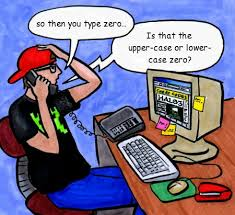 so then you type zero..
Is that the
upper-case or lower-
case zero?
HALO3